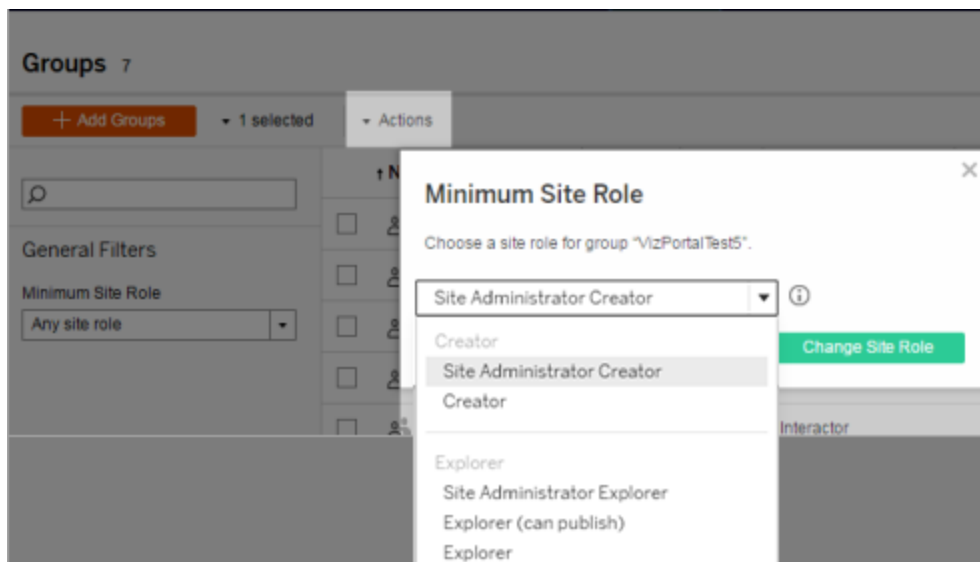 Groups 7
+ Add Groups
1 selected
Actions
↑ N
General Filters
Minimum Site Role
Any site role
Minimum Site Role
Choose a site role for group "VizPortalTest5".
Site Administrator Creator
Change Site Role
Creator
Site Administrator Creator
Creator
Interactor
Explorer
Site Administrator Explorer
Explorer (can publish)
Explorer